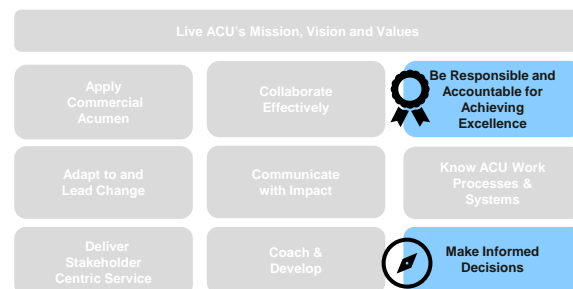 Live ACU's Mission, Vision and Values
Apply
Commercial
Acumen
Collaborate
Effectively
Be Responsible and
Accountable for
Achieving
Excellence
Adapt to and
Lead Change
Communicate
with Impact
Know ACU Work
Processes &
Systems
Deliver
Stakeholder
Centric Service
Coach &
Develop
Make Informed
Decisions